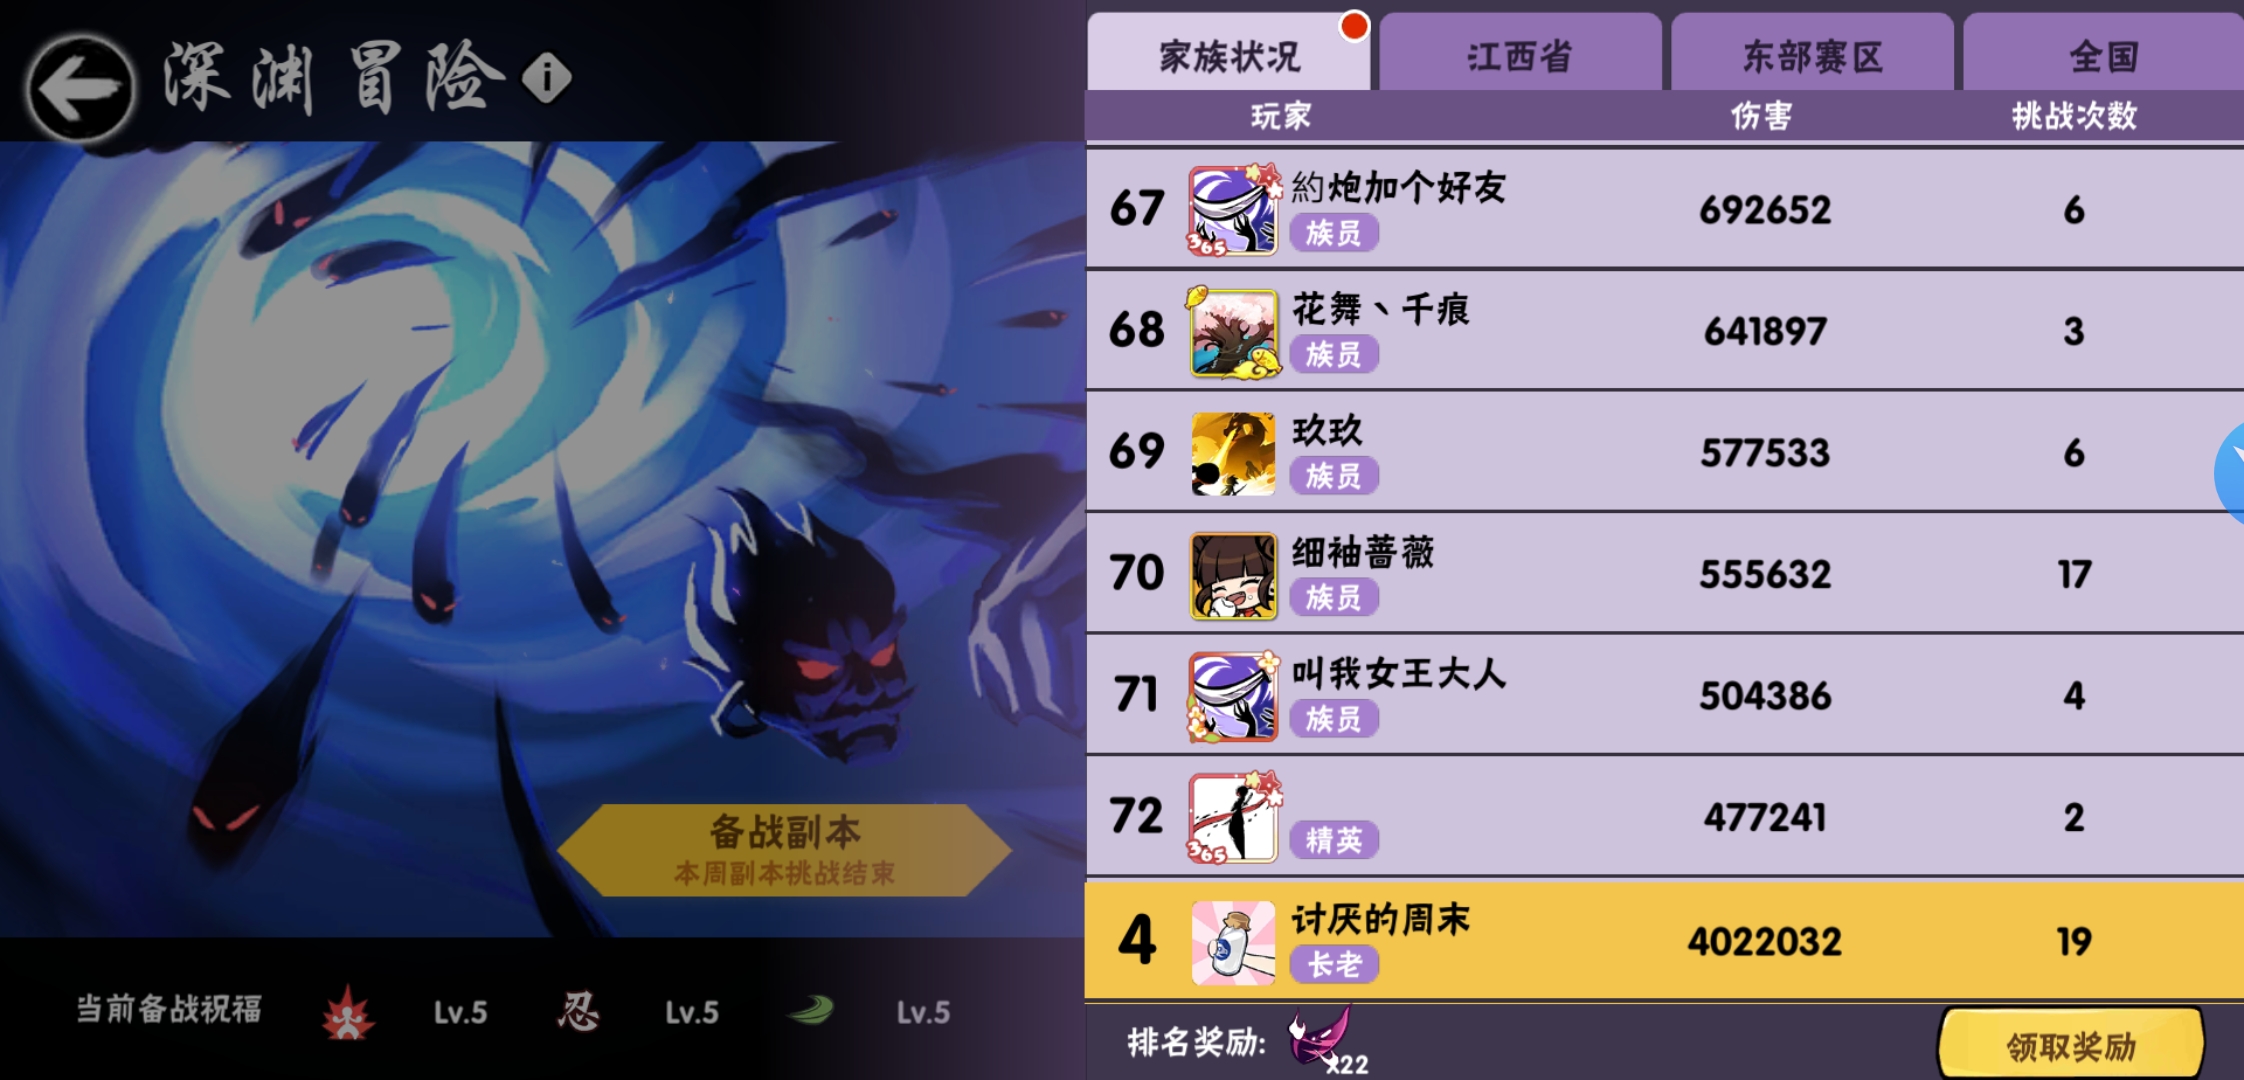 深渊冒险
备战副本
本周副本挑战结束
当前备战祝福 Lv.5 忍 Lv.5 Lv.5
家族状况 江西省 东部赛区 全国
玩家 伤害 挑战次数
67 約炮加个好友 692652 6
365 族员
68 花舞丶千痕 641897 3
族员
69 玖玖 577533 6
族员
70 细袖蔷薇 555632 17
族员
71 叫我女王大人 504386 4
族员
72 477241 2
365 精英
4 讨厌的周末 4022032 19
长老
排名奖励: x22 领取奖励